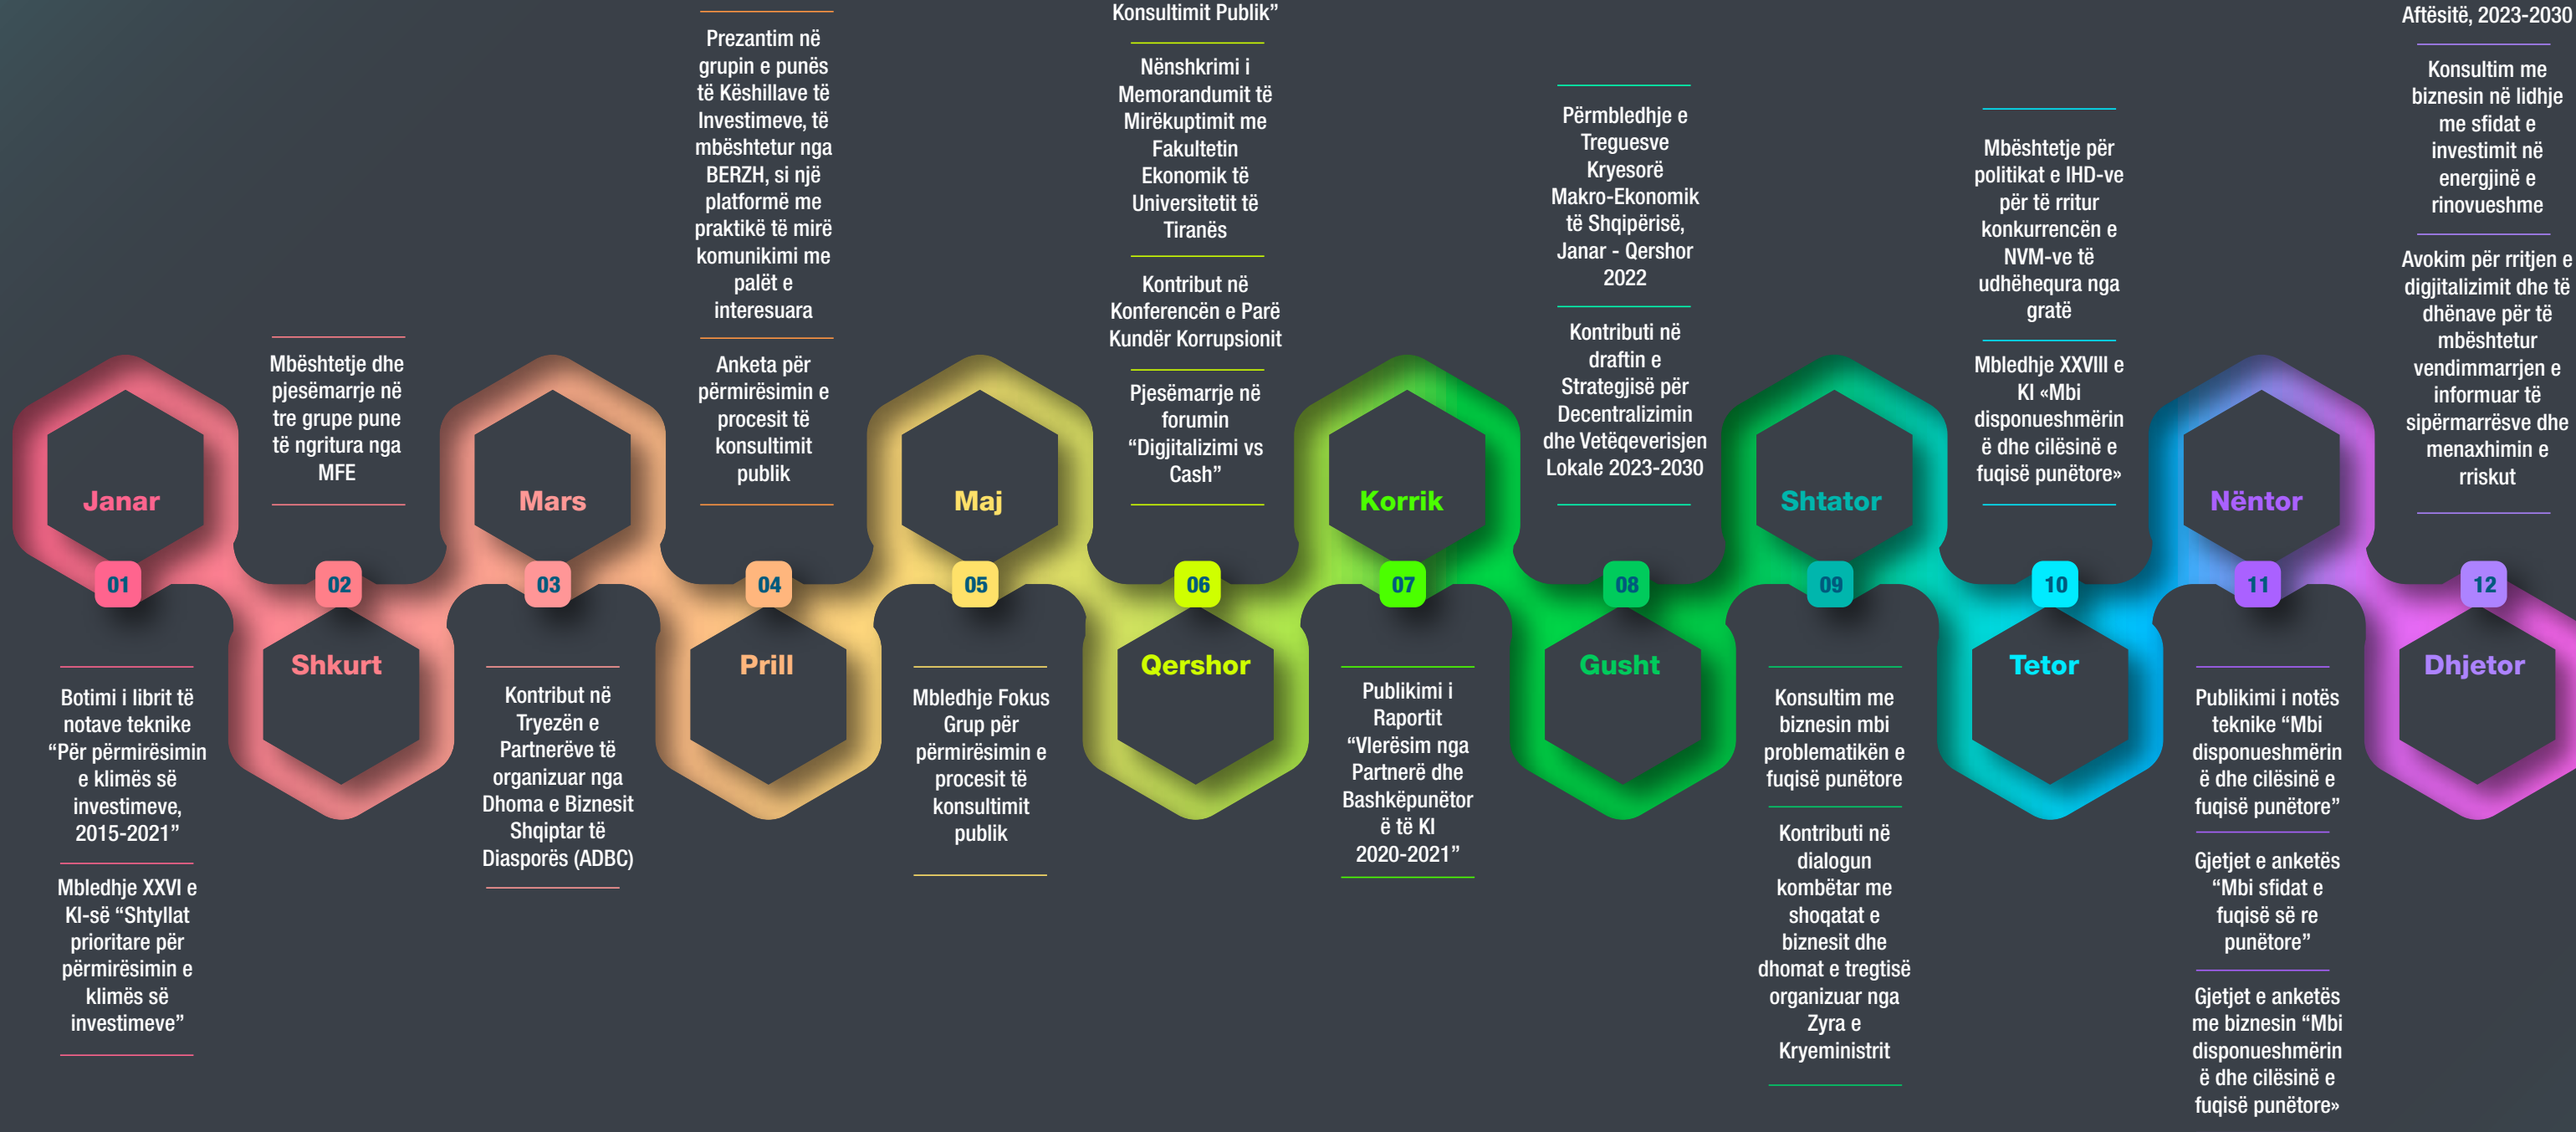 Janar
01
Botimi i librit të
notave teknike
“Për përmirësimin
e klimës së
investimeve,
2015-2021”
Mbledhje XXVI e
KI-së “Shtyllat
prioritare për
përmirësimin e
klimës së
investimeve”
Mbështetje dhe
pjesëmarrje në
tre grupe pune
të ngritura nga
MFE
02
Shkurt
Mars
03
Kontribut në
Tryezën e
Partnerëve të
organizuar nga
Dhoma e Biznesit
Shqiptar të
Diasporës (ADBC)
Prezantim në
grupin e punës
të Këshillave të
Investimeve, të
mbështetur nga
BERZH, si një
platformë me
praktikë të mirë
komunikimi me
palët e
interesuara
Anketa për
përmirësimin e
procesit të
konsultimit
publik
04
Prill
Maj
05
Mbledhje Fokus
Grup për
përmirësimin e
procesit të
konsultimit
publik
Konsultimit Publik”
Nënshkrimi i
Memorandumit të
Mirëkuptimit me
Fakultetin
Ekonomik të
Universitetit të
Tiranës
Kontribut në
Konferencën e Parë
Kundër Korrupsionit
Pjesëmarrje në
forumin
“Digjitalizimi vs
Cash”
06
Qershor
Korrik
07
Publikimi i
Raportit
“Vlerësim nga
Partnerë dhe
Bashkëpunëtor
ë të KI
2020-2021”
Përmbledhje e
Treguesve
Kryesorë
Makro-Ekonomik
të Shqipërisë,
Janar - Qershor
2022
Kontributi në
draftin e
Strategjisë për
Decentralizimin
dhe Vetëqeverisjen
Lokale 2023-2030
08
Gusht
Shtator
09
Konsultim me
biznesin mbi
problematikën e
fuqisë punëtore
Kontributi në
dialogun
kombëtar me
shoqatat e
biznesit dhe
dhomat e tregtisë
organizuar nga
Zyra e
Kryeministrit
Mbështetje për
politikat e IHD-ve
për të rritur
konkurrencën e
NVM-ve të
udhëhequra nga
gratë
Mbledhje XXVIII e
KI «Mbi
disponueshmërin
ë dhe cilësinë e
fuqisë punëtore»
10
Tetor
Nëntor
11
Publikimi i notës
teknike “Mbi
disponueshmërin
ë dhe cilësinë e
fuqisë punëtore”
Gjetjet e anketës
“Mbi sfidat e
fuqisë së re
punëtore”
Gjetjet e anketës
me biznesin “Mbi
disponueshmërin
ë dhe cilësinë e
fuqisë punëtore»
Aftësitë, 2023-2030
Konsultim me
biznesin në lidhje
me sfidat e
investimit në
energjinë e
rinovueshme
Avokim për rritjen e
digjitalizimit dhe të
dhënave për të
mbështetur
vendimmarrjen e
informuar të
sipërmarrësve dhe
menaxhimin e
rriskut
12
Dhjetor